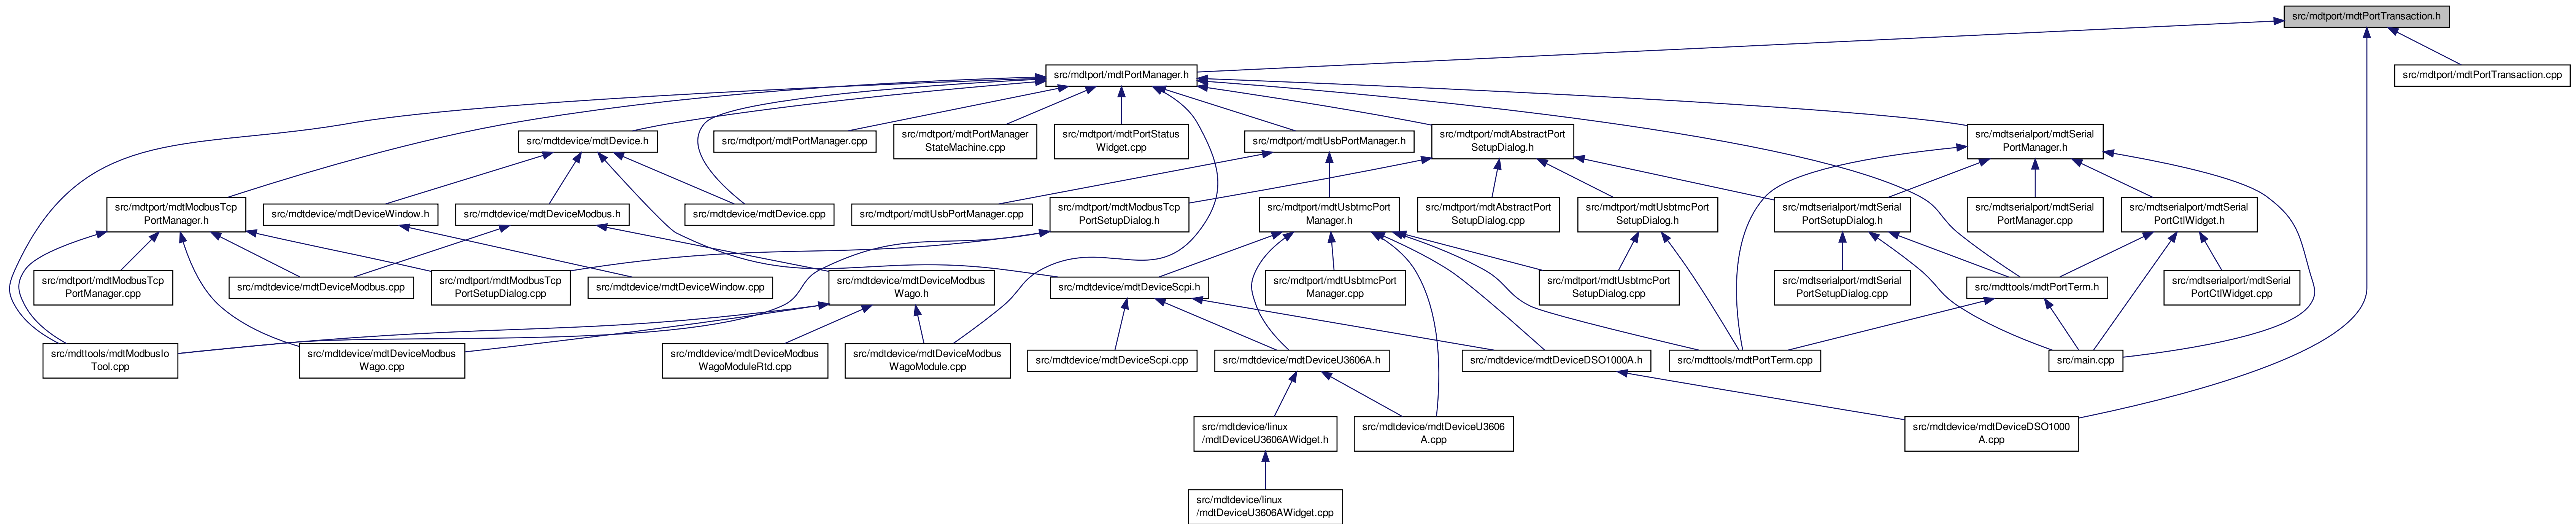 src/mdtport/mdtPortTransaction.h
src/mdtport/mdtPortManager.h
src/mdtport/mdtPortTransaction.cpp
src/mdtdevice/mdtDevice.h
src/mdtport/mdtPortManager.cpp
src/mdtport/mdtPortManager
StateMachine.cpp
src/mdtport/mdtPortStatus
Widget.cpp
src/mdtport/mdtUsbPortManager.h
src/mdtport/mdtAbstractPort
SetupDialog.h
src/mdtserialport/mdtSerial
PortManager.h
src/mdtport/mdtModbusTcp
PortManager.h
src/mdtdevice/mdtDeviceWindow.h
src/mdtdevice/mdtDeviceModbus.h
src/mdtdevice/mdtDevice.cpp
src/mdtport/mdtUsbPortManager.cpp
src/mdtport/mdtModbusTcp
PortSetupDialog.h
src/mdtport/mdtUsbtmcPort
Manager.h
src/mdtport/mdtAbstractPort
SetupDialog.cpp
src/mdtport/mdtUsbtmcPort
SetupDialog.h
src/mdtserialport/mdtSerial
PortSetupDialog.h
src/mdtserialport/mdtSerial
PortManager.cpp
src/mdtserialport/mdtSerial
PortCtlWidget.h
src/mdtport/mdtModbusTcp
PortManager.cpp
src/mdtdevice/mdtDeviceModbus.cpp
src/mdtport/mdtModbusTcp
PortSetupDialog.cpp
src/mdtdevice/mdtDeviceWindow.cpp
src/mdtdevice/mdtDeviceModbus
Wago.h
src/mdtdevice/mdtDeviceScpi.h
src/mdtport/mdtUsbtmcPort
Manager.cpp
src/mdtport/mdtUsbtmcPort
SetupDialog.cpp
src/mdtserialport/mdtSerial
PortSetupDialog.cpp
src/mdttools/mdtPortTerm.h
src/mdtserialport/mdtSerial
PortCtlWidget.cpp
src/mdttools/mdtModbusIo
Tool.cpp
src/mdtdevice/mdtDeviceModbus
Wago.cpp
src/mdtdevice/mdtDeviceModbus
WagoModuleRtd.cpp
src/mdtdevice/mdtDeviceModbus
WagoModule.cpp
src/mdtdevice/mdtDeviceScpi.cpp
src/mdtdevice/mdtDeviceU3606A.h
src/mdtdevice/mdtDeviceDSO1000A.h
src/mdttools/mdtPortTerm.cpp
src/main.cpp
src/mdtdevice/linux
/mdtDeviceU3606AWidget.h
src/mdtdevice/mdtDeviceU3606
A.cpp
src/mdtdevice/mdtDeviceDSO1000
A.cpp
src/mdtdevice/linux
/mdtDeviceU3606AWidget.cpp